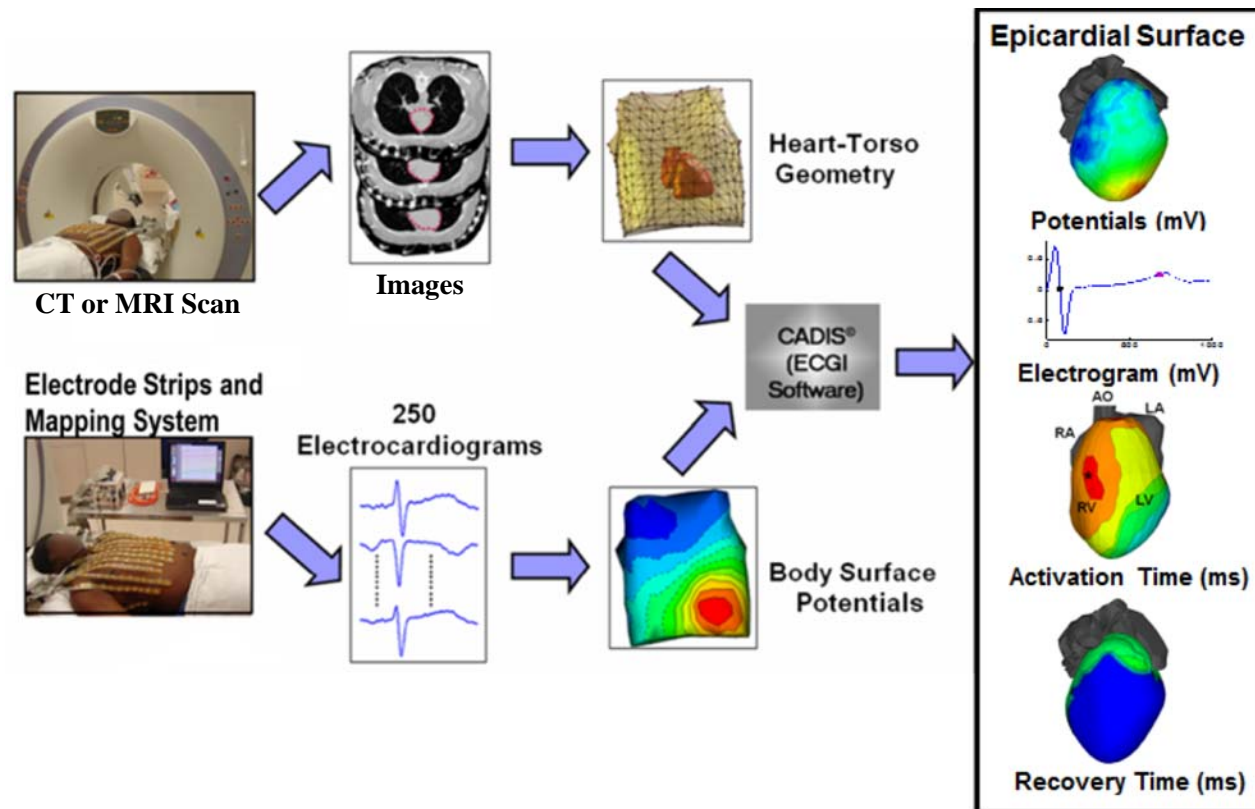 CT or MRI Scan
Images
Heart-Torso
Geometry
Electrode Strips and
Mapping System
250
Electrocardiograms
Body Surface
Potentials
CADIS©
(ECGI
Software)
Epicardial Surface
Potentials (mV)
0
Electrogram (mV)
AO
LA
RA
RV
LV
Activation Time (ms)
Recovery Time (ms)